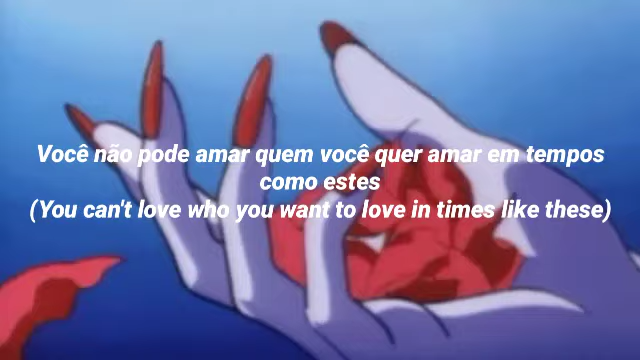 Você não pode amar quem você quer amar em tempos
como estes
(You can't love who you want to love in times like these)